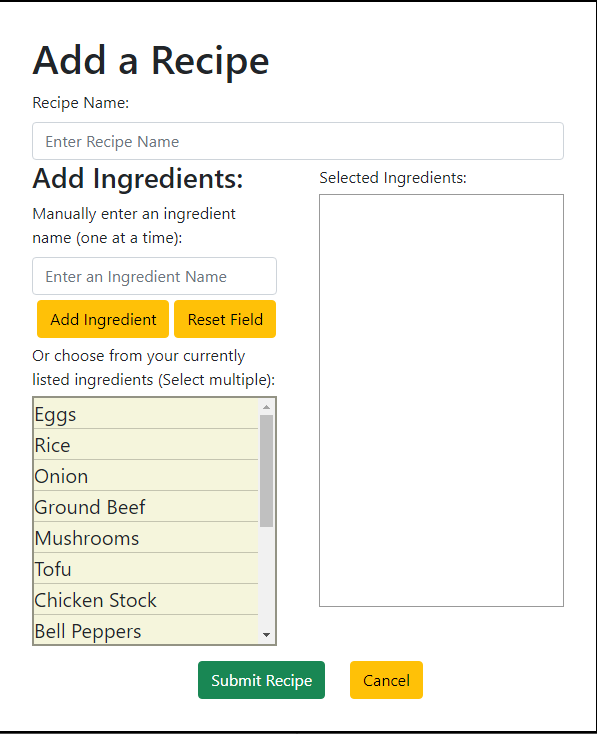 Add a Recipe
Recipe Name:
Enter Recipe Name
Add Ingredients:
Manually enter an ingredient
name (one at a time):
Enter an Ingredient Name
Add Ingredient
Reset Field
Or choose from your currently
listed ingredients (Select multiple):
Eggs
Rice
Onion
Ground Beef
Mushrooms
Tofu
Chicken Stock
Bell Peppers
Selected Ingredients:
Submit Recipe
Cancel